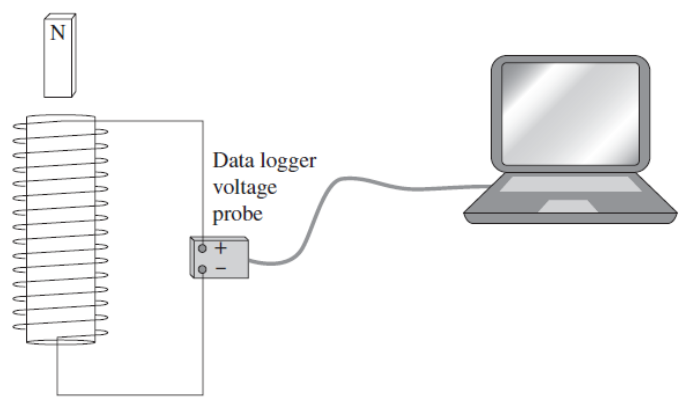 N
Data logger
voltage
probe
+
−